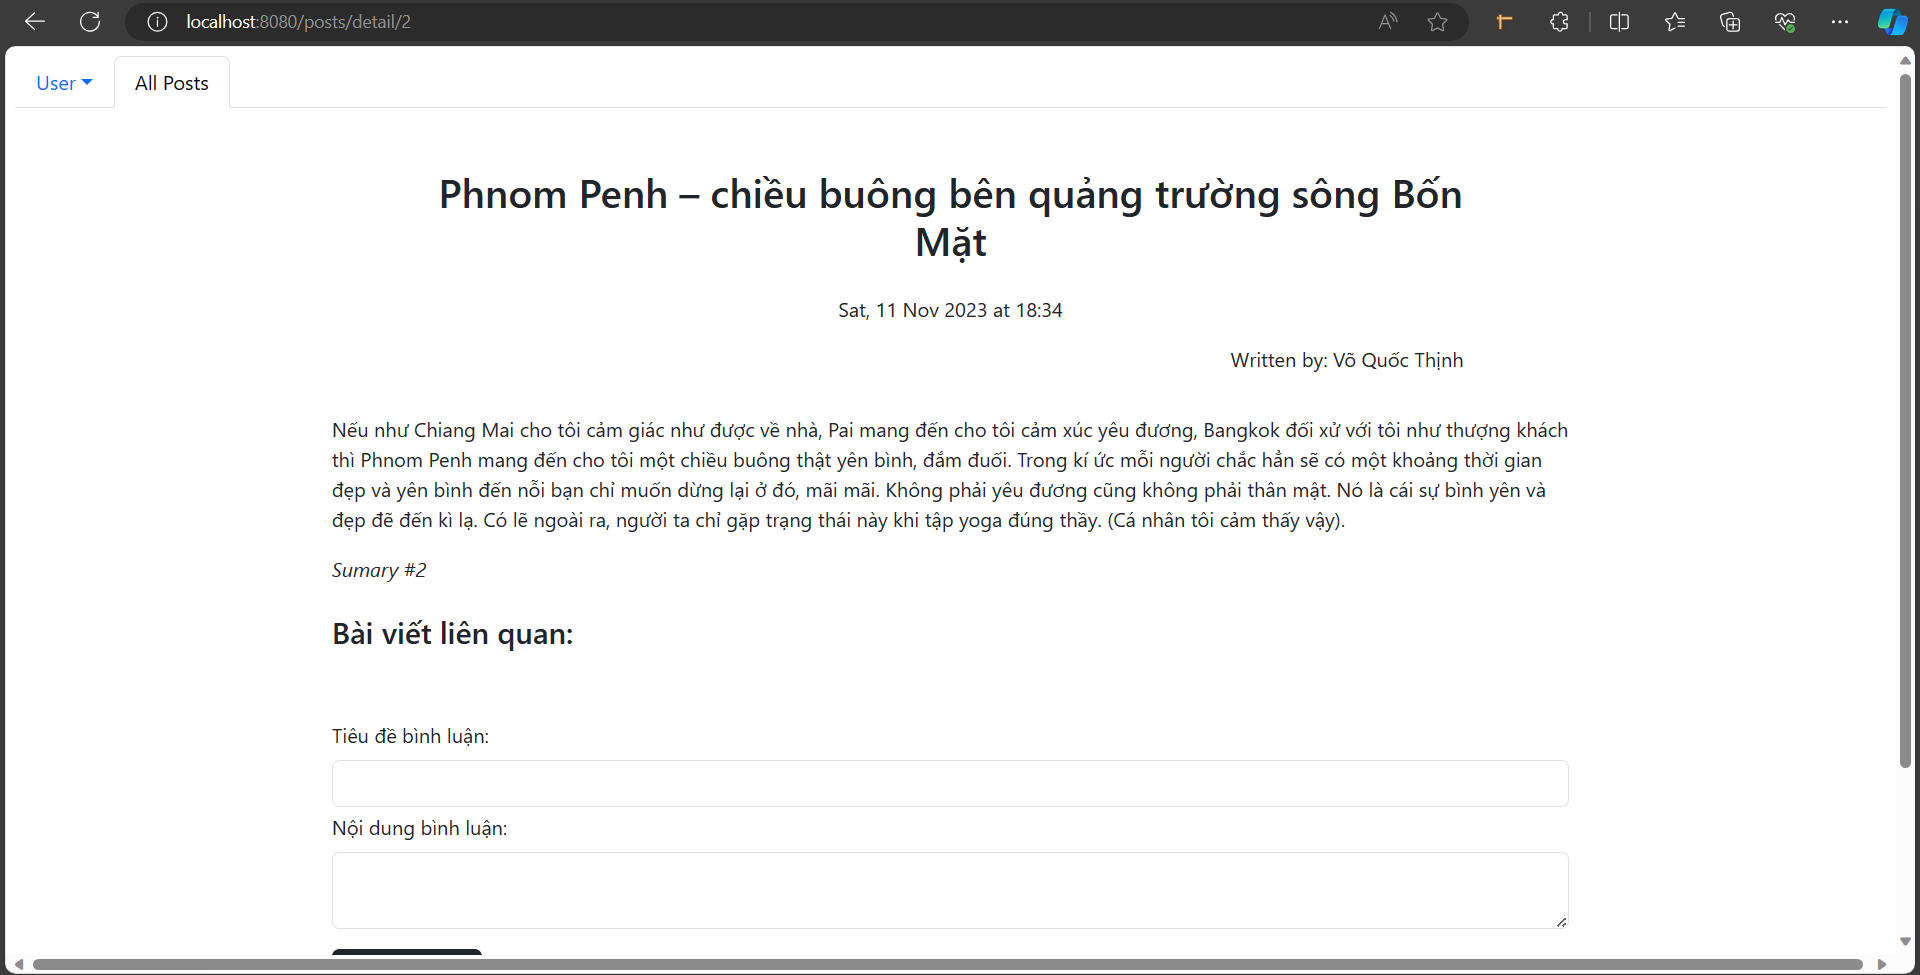 localhost:8080/posts/detail/2
User
All Posts
Phnom Penh – chiều buông bên quảng trường sông Bốn
Mặt
Sat, 11 Nov 2023 at 18:34
Written by: Võ Quốc Thịnh
Nếu như Chiang Mai cho tôi cảm giác như được về nhà, Pai mang đến cho tôi cảm xúc yêu đương, Bangkok đối xử với tôi như thượng khách
thì Phnom Penh mang đến cho tôi một chiều buông thật yên bình, đắm đuối. Trong kí ức mỗi người chắc hẳn sẽ có một khoảng thời gian
đẹp và yên bình đến nỗi bạn chỉ muốn dừng lại ở đó, mãi mãi. Không phải yêu đương cũng không phải thân mật. Nó là cái sự bình yên và
đẹp đẽ đến kì lạ. Có lẽ ngoài ra, người ta chỉ gặp trạng thái này khi tập yoga đúng thầy. (Cá nhân tôi cảm thấy vậy).
Sumary #2
Bài viết liên quan:
Tiêu đề bình luận:
Nội dung bình luận: